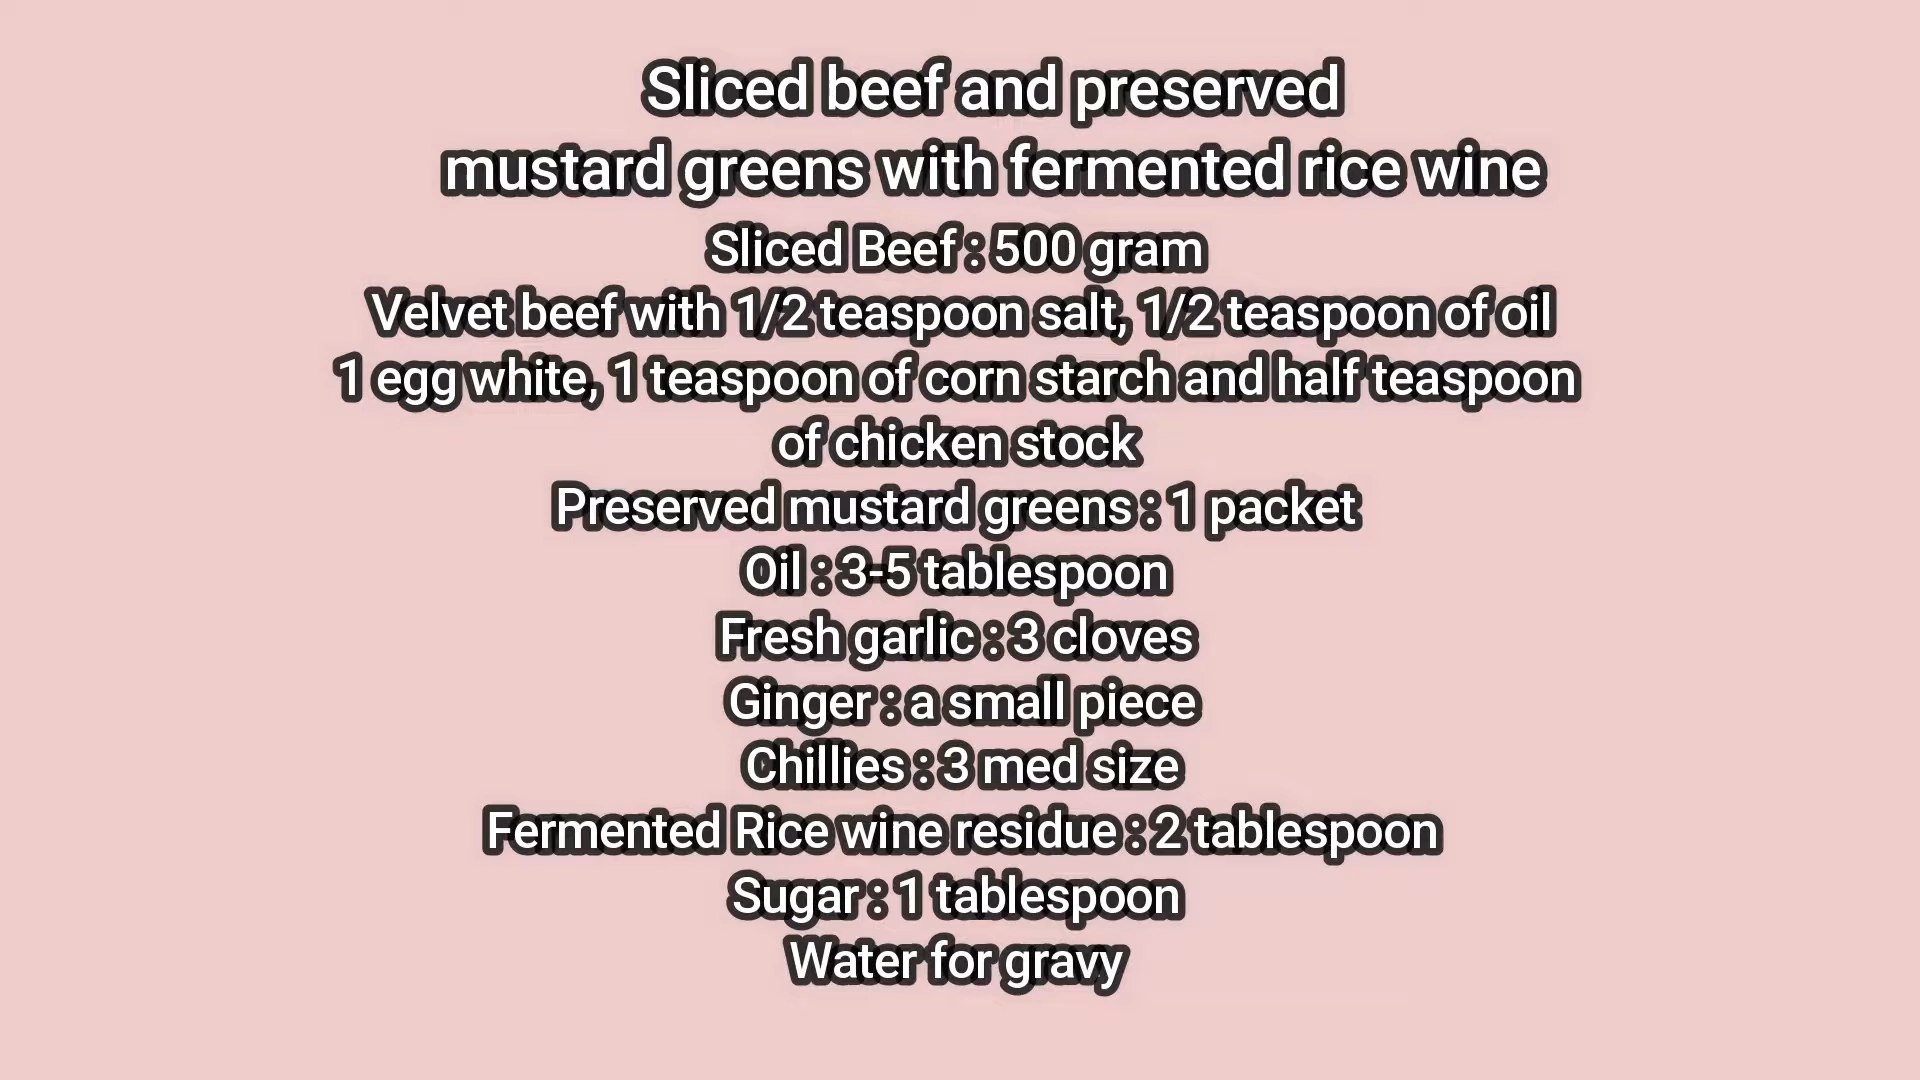 Sliced beef and preserved
mustard greens with fermented rice wine
Sliced Beef : 500 gram
Velvet beef with 1/2 teaspoon salt, 1/2 teaspoon of oil
1 egg white, 1 teaspoon of corn starch and half teaspoon
of chicken stock
Preserved mustard greens : 1 packet
Oil : 3-5 tablespoon
Fresh garlic : 3 cloves
Ginger : a small piece
Chillies : 3 med size
Fermented Rice wine residue : 2 tablespoon
Sugar : 1 tablespoon
Water for gravy